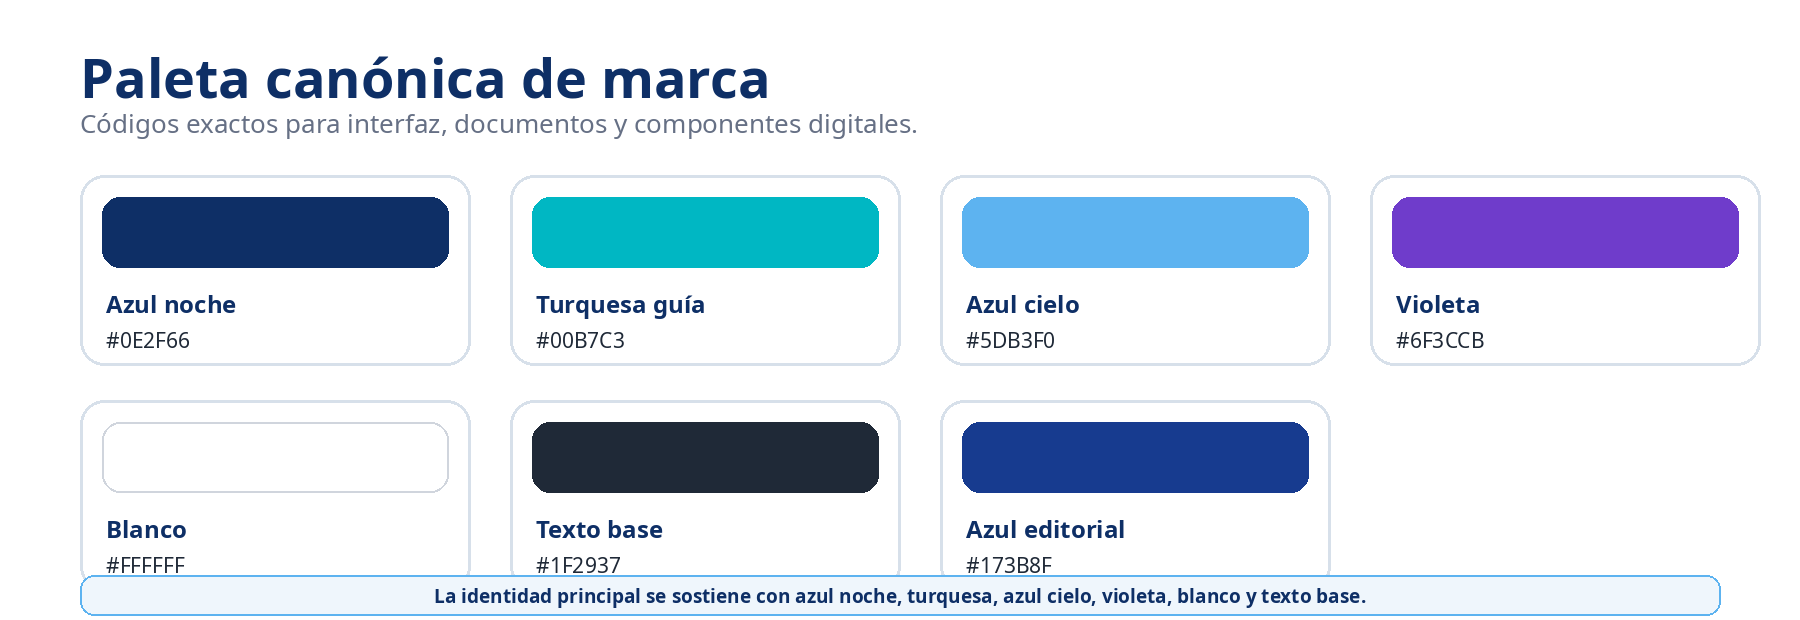 Paleta canónica de marca
Códigos exactos para interfaz, documentos y componentes digitales.
Azul noche
#0E2F66
Turquesa guía
#00B7C3
Azul cielo
#5DB3F0
Violeta
#6F3CCB
Blanco
#FFFFFF
Texto base
#1F2937
Azul editorial
#173B8F
La identidad principal se sostiene con azul noche, turquesa, azul cielo, violeta, blanco y texto base.